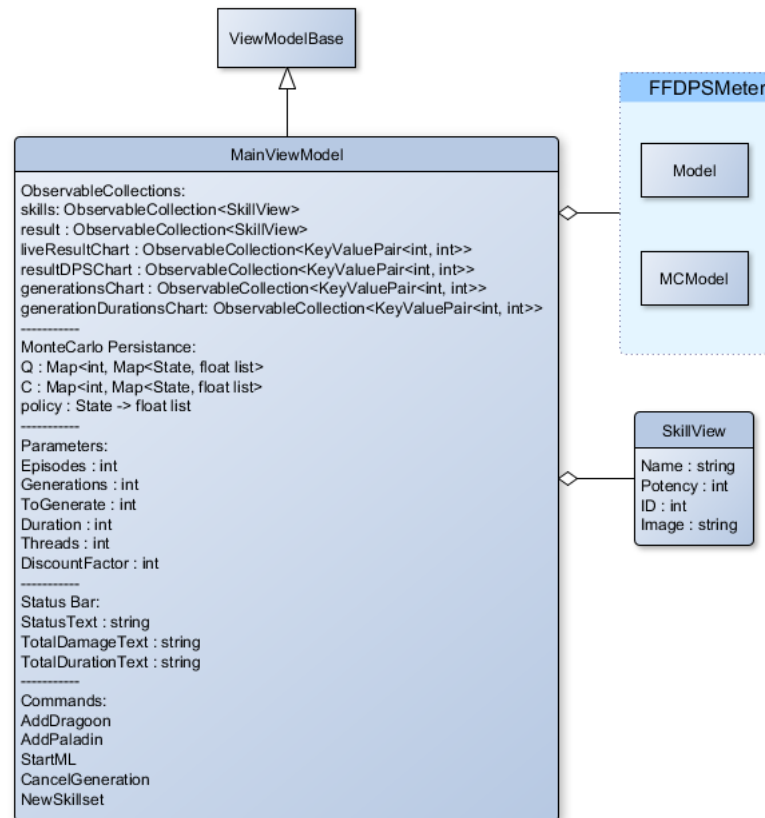 ViewModelBase
FFDPSMeter
Model
MCModel
MainViewModel
ObservableCollections:
skills: ObservableCollection<SkillView>
result : ObservableCollection<SkillView>
liveResultChart : ObservableCollection<KeyValuePair<int, int>>
resultDPSChart : ObservableCollection<KeyValuePair<int, int>>
generationsChart : ObservableCollection<KeyValuePair<int, int>>
generationDurationsChart: ObservableCollection<KeyValuePair<int, int>>
-----------
MonteCarlo Persistance:
Q : Map<int, Map<State, float list>
C : Map<int, Map<State, float list>
policy : State -> float list
-----------
Parameters:
Episodes : int
Generations : int
ToGenerate : int
Duration : int
Threads : int
DiscountFactor : int
-----------
Status Bar:
StatusText : string
TotalDamageText : string
TotalDurationText : string
-----------
Commands:
AddDragoon
AddPaladin
StartML
CancelGeneration
NewSkillset
SkillView
Name : string
Potency : int
ID : int
Image : string